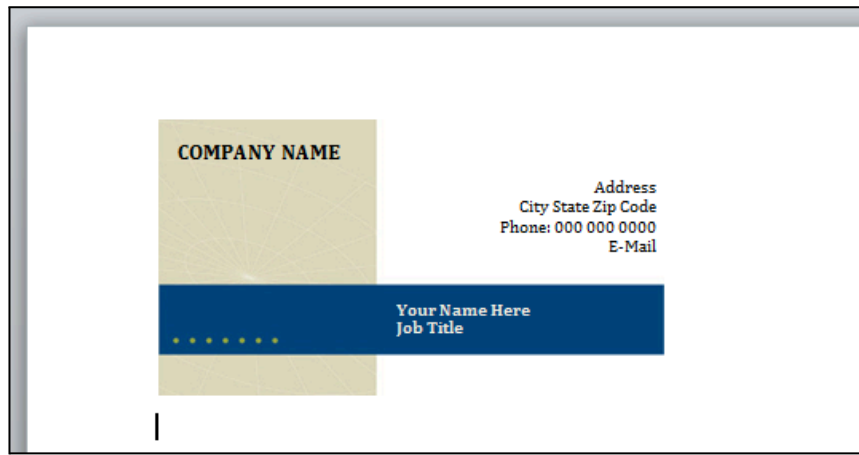 COMPANY NAME
Address
City State Zip Code
Phone: 000 000 0000
E-Mail
Your Name Here
Job Title